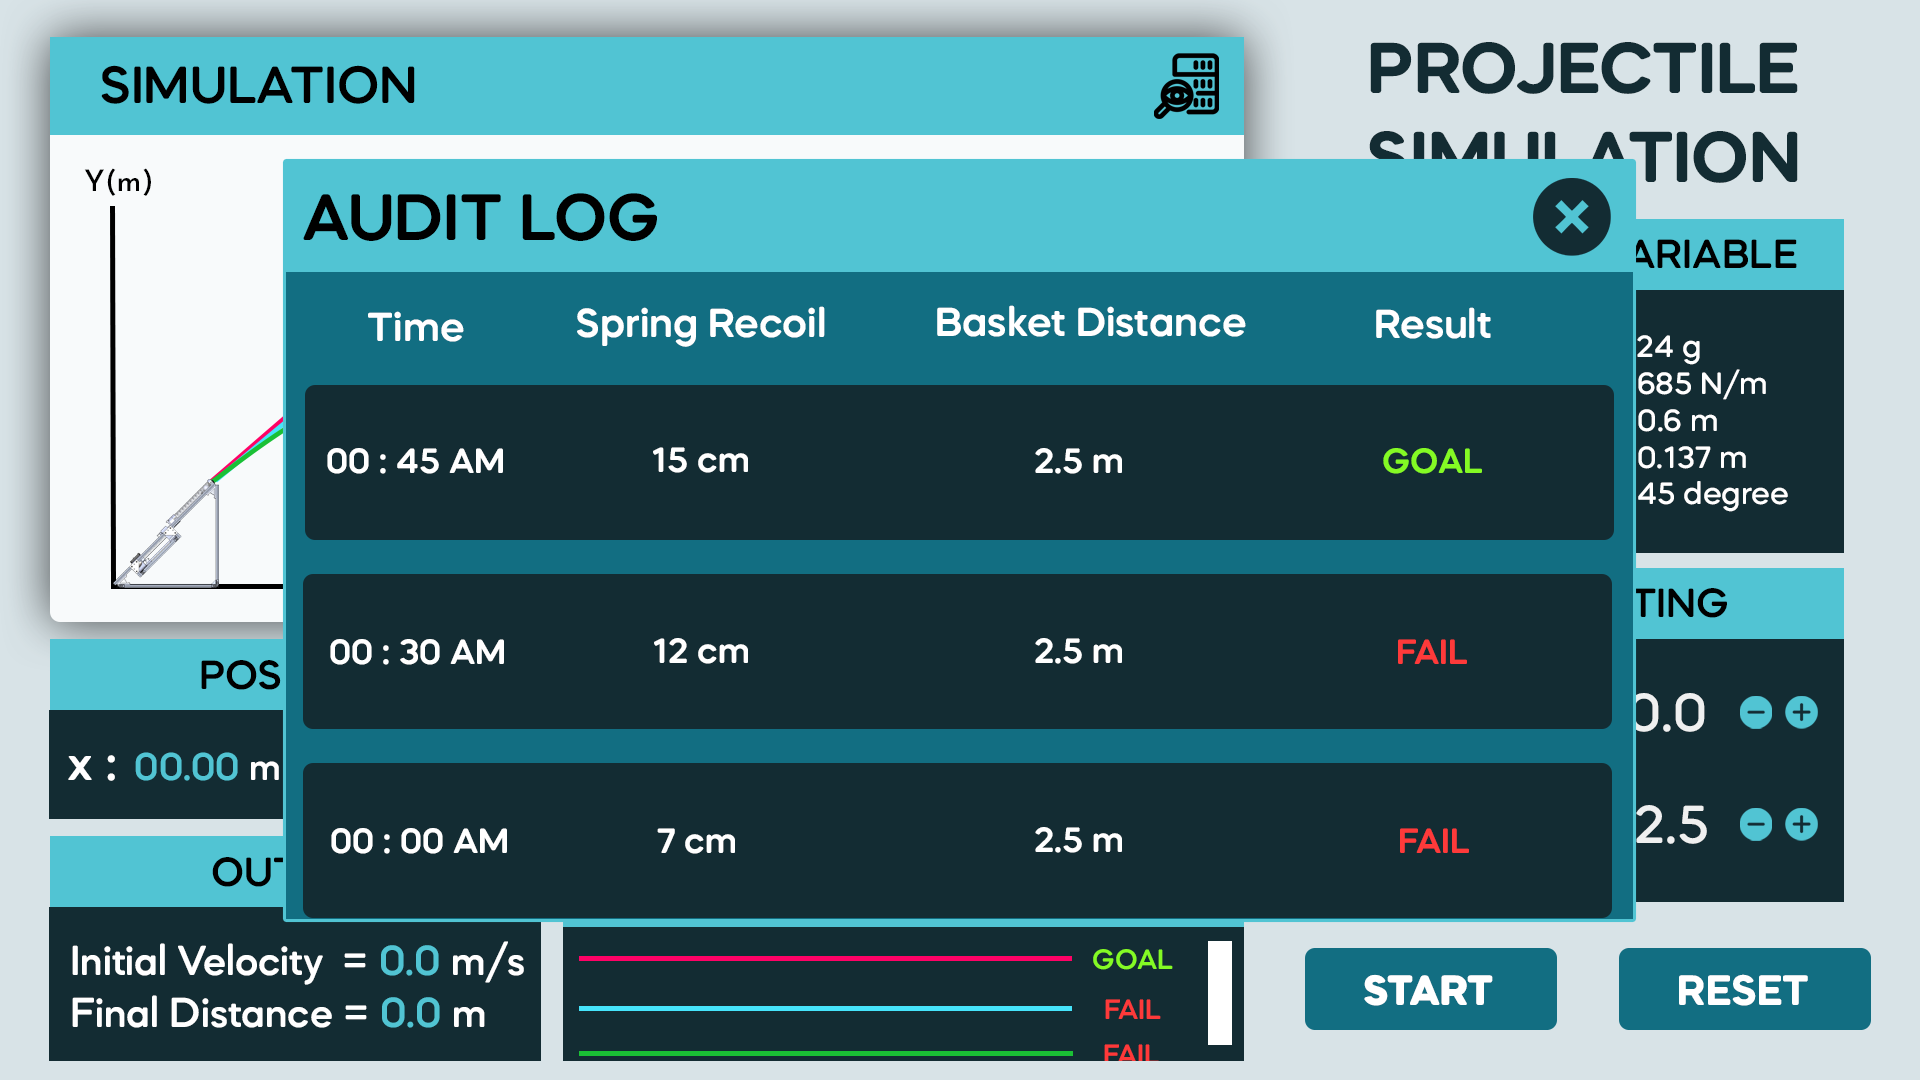 SIMULATION
PROJECTILE
SIMULATION
Y(m)
AUDIT LOG
ARIABLE
Time Spring Recoil Basket Distance Result
24 g
685 N/m
0.6 m
0.137 m
45 degree
00 : 45 AM 15 cm 2.5 m GOAL
00 : 30 AM 12 cm 2.5 m FAIL
00 : 00 AM 7 cm 2.5 m FAIL
TING
0.0
2.5
POS
x : 00.00 m
OUT
Initial Velocity = 0.0 m/s
Final Distance = 0.0 m
GOAL
FAIL
FAIL
START RESET